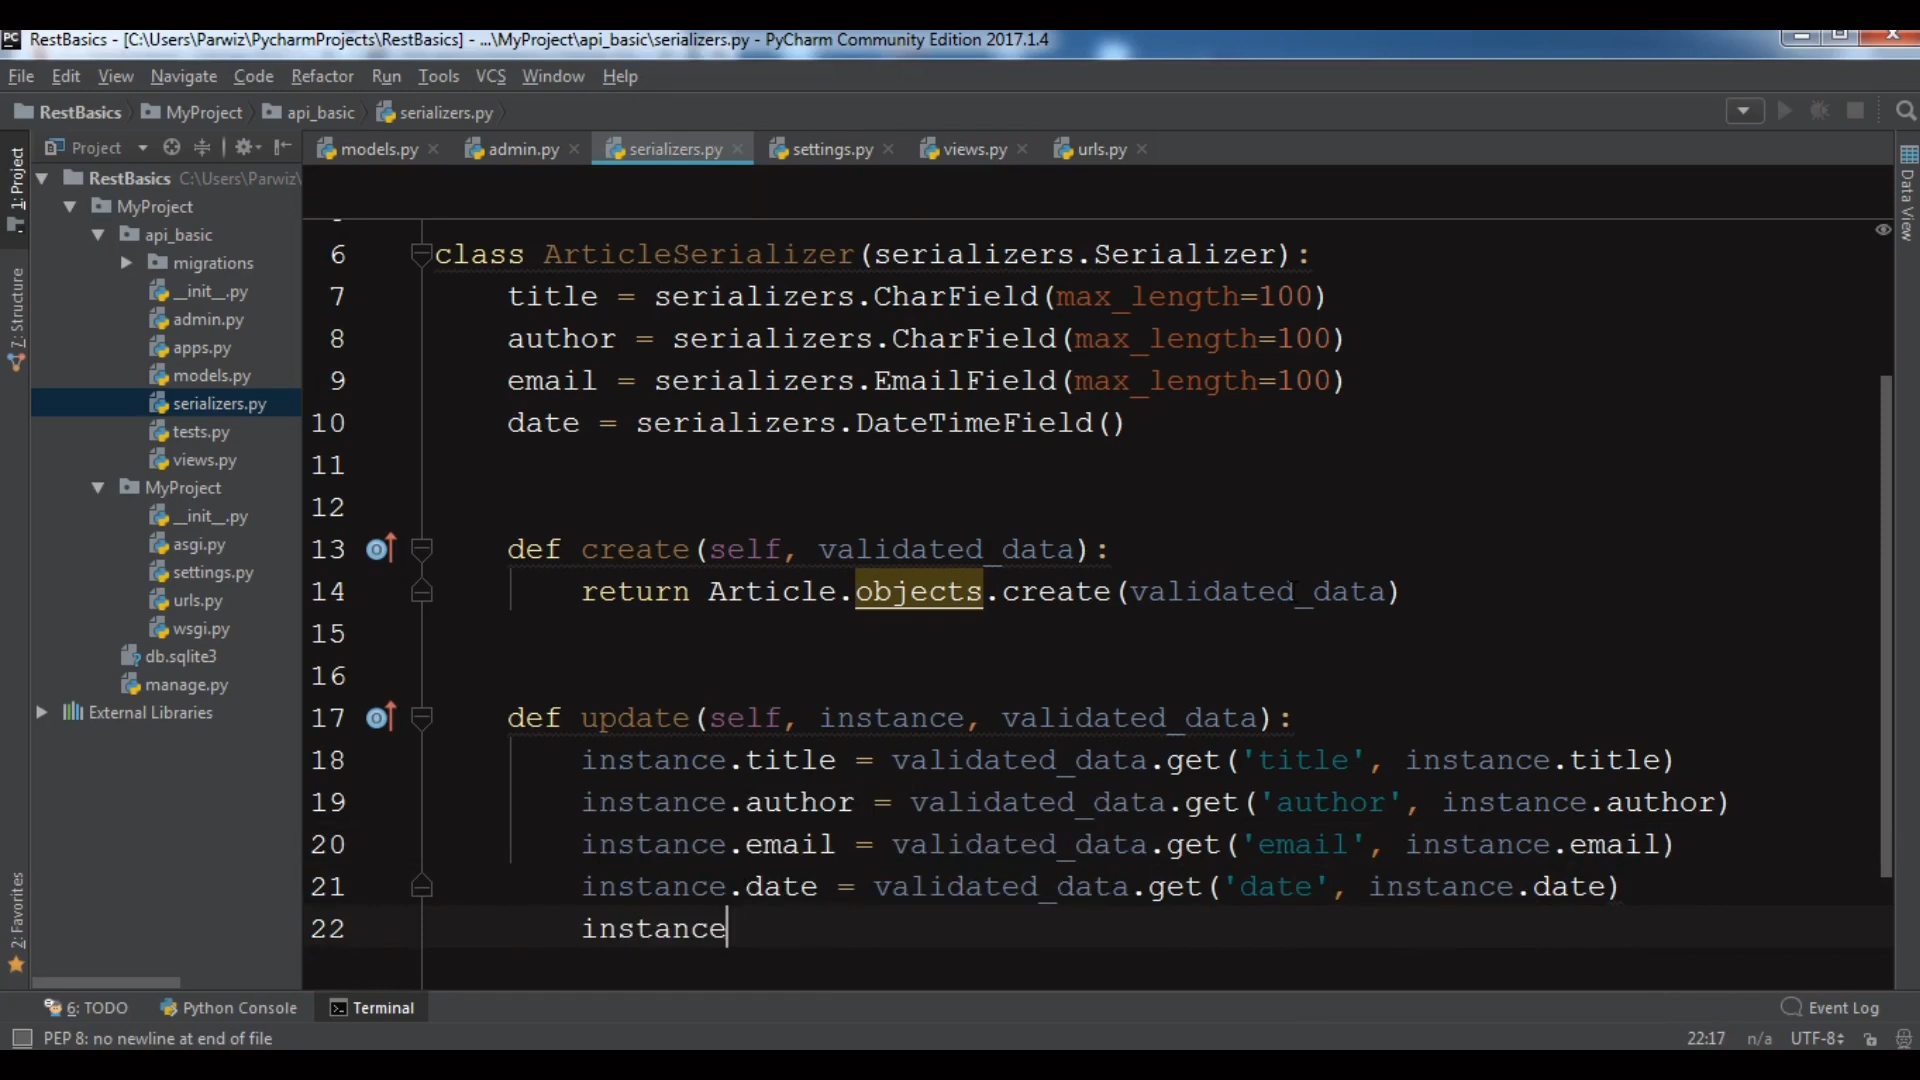 RestBasics - [C:\Users\Parwiz\PycharmProjects\RestBasics] - ...\MyProject\api_basic\serializers.py - PyCharm Community Edition 2017.1.4
File Edit View Navigate Code Refactor Run Tools VCS Window Help
RestBasics MyProject api_basic serializers.py
Project
models.py admin.py serializers.py settings.py views.py urls.py
1: Project
7: Structure
2: Favorites
RestBasics C:\Users\Parwiz\
MyProject
api_basic
migrations
__init__.py
admin.py
apps.py
models.py
serializers.py
tests.py
views.py
MyProject
__init__.py
asgi.py
settings.py
urls.py
wsgi.py
db.sqlite3
manage.py
External Libraries
6 class ArticleSerializer(serializers.Serializer):
7 title = serializers.CharField(max_length=100)
8 author = serializers.CharField(max_length=100)
9 email = serializers.EmailField(max_length=100)
10 date = serializers.DateTimeField()
11
12
13 def create(self, validated_data):
14 return Article.objects.create(validated_data)
15
16
17 def update(self, instance, validated_data):
18 instance.title = validated_data.get('title', instance.title)
19 instance.author = validated_data.get('author', instance.author)
20 instance.email = validated_data.get('email', instance.email)
21 instance.date = validated_data.get('date', instance.date)
22 instance
Data View
6: TODO Python Console Terminal Event Log
PEP 8: no newline at end of file 22:17 n/a UTF-8